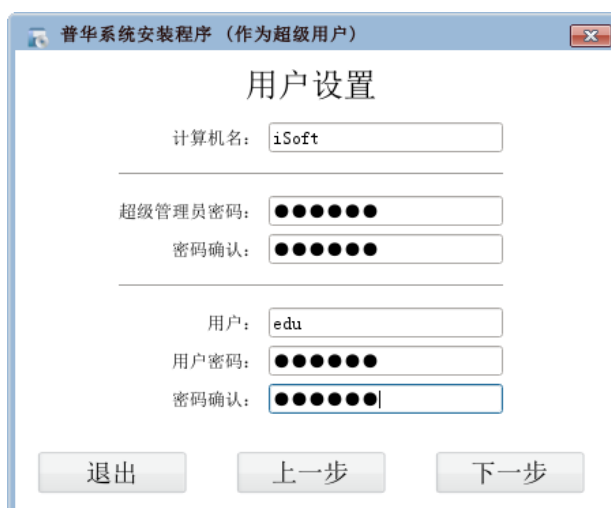 普华系统安装程序 (作为超级用户)
用户设置
计算机名: iSoft
超级管理员密码: ●●●●●●
密码确认: ●●●●●●
用户: edu
用户密码: ●●●●●●
密码确认: ●●●●●●
退出 上一步 下一步